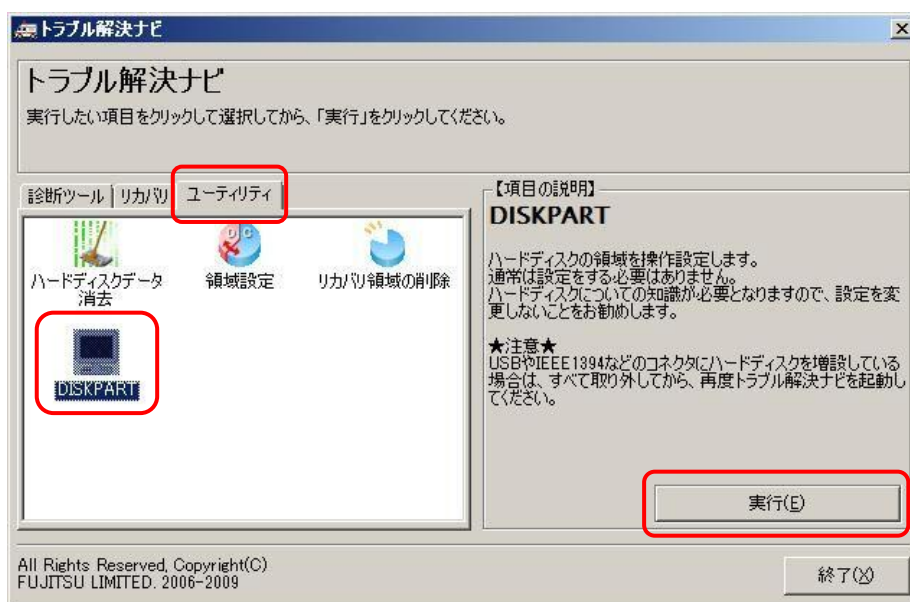 トラブル解決ナビ
トラブル解決ナビ
実行したい項目をクリックして選択してから、「実行」をクリックしてください。
診断ツール
リカバリ
ユーティリティ
ハードディスクデータ
消去
領域設定
リカバリ領域の削除
DISKPART
【項目の説明】
DISKPART
ハードディスクの領域を操作設定します。
通常は設定をする必要はありません。
ハードディスクについての知識が必要となりますので、設定を変
更しないことをお勧めします。
★注意★
USBやIEEE1394などのコネクタにハードディスクを増設している
場合は、すべて取り外してから、再度トラブル解決ナビを起動し
てください。
実行(E)
All Rights Reserved, Copyright(C)
FUJITSU LIMITED. 2006-2009
終了(X)